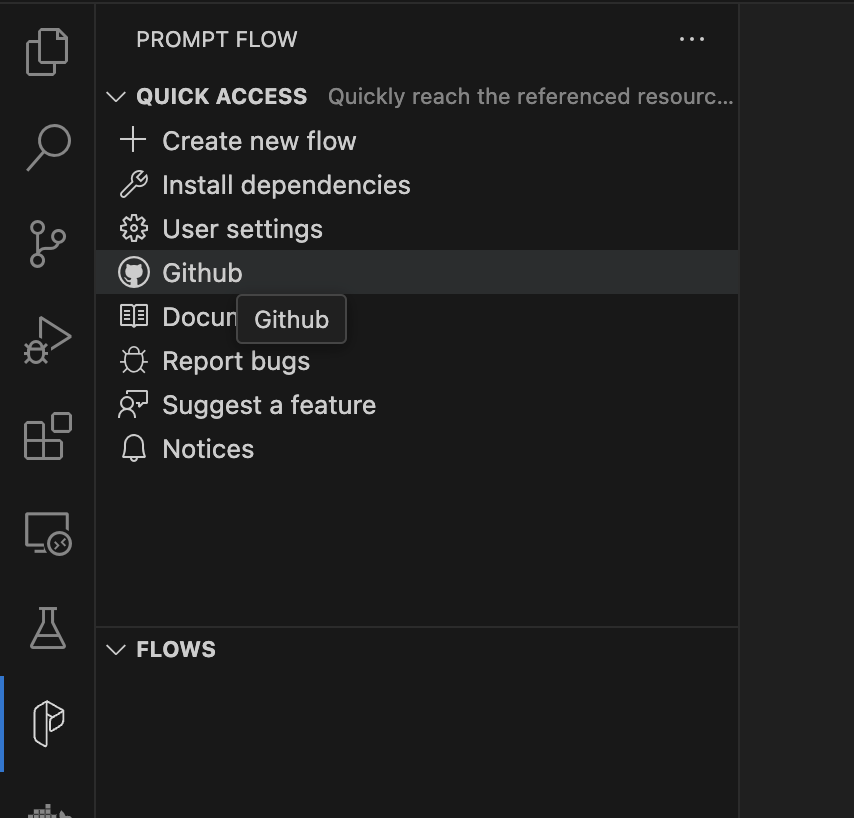 PROMPT FLOW
QUICK ACCESS Quickly reach the referenced resourc...
Create new flow
Install dependencies
User settings
Github
Docum
Github
Report bugs
Suggest a feature
Notices
FLOWS